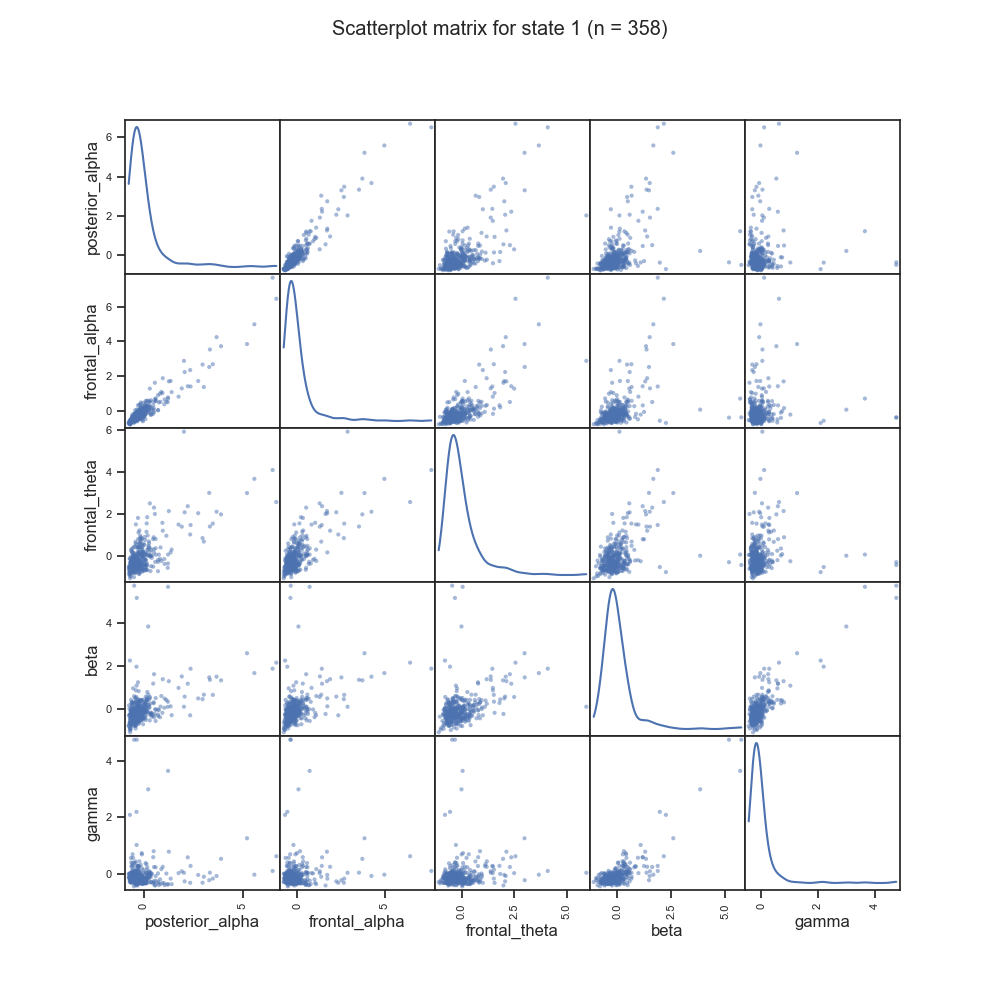 Scatterplot matrix for state 1 (n = 358)
posterior_alpha
6
4
2
0
frontal_alpha
6
4
2
0
frontal_theta
6
4
2
0
beta
4
2
0
gamma
4
2
0
0 5 0 5 0.0 2.5 5.0 0.0 2.5 5.0 0 2 4
posterior_alpha frontal_alpha frontal_theta beta gamma